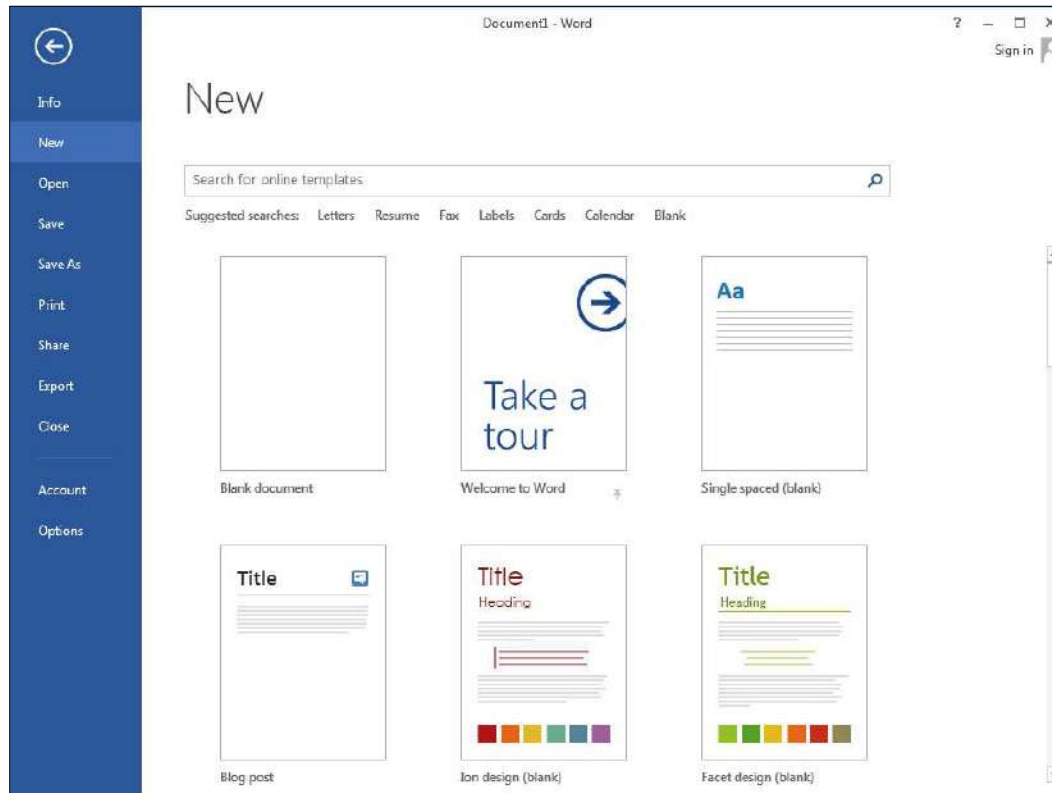 Document1 - Word
?
Sign in
Info
New
Open
Save
Save As
Print
Share
Export
Close
Account
Options
New
Search for online templates
Suggested searches: Letters Resume Fax Labels Cards Calendar Blank
Take a
tour
Aa
Blank document
Welcome to Word
Single spaced (blank)
Title
Title
Heading
Title
Heading
Blog post
Ion design (blank)
Facet design (blank)